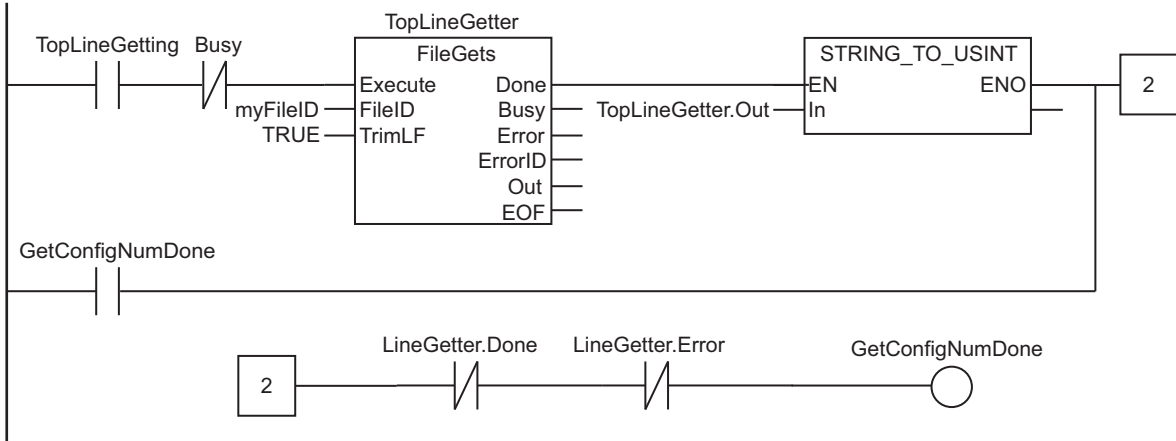 TopLineGetter
TopLineGetting Busy FileGets STRING_TO_USINT
Execute Done EN ENO 2
myFileID FileID Busy TopLineGetter.Out In
TRUE TrimLF Error
ErrorID
Out
EOF
GetConfigNumDone
LineGetter.Done LineGetter.Error GetConfigNumDone
2